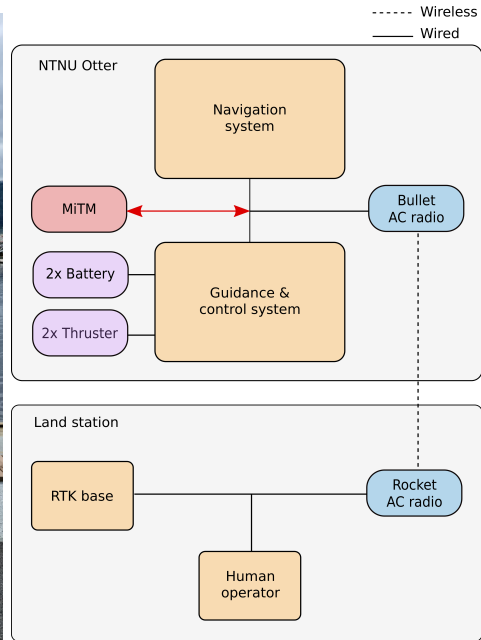 Wireless
Wired
NTNU Otter
Navigation
system
MiTM
Bullet
AC radio
2x Battery
Guidance &
control system
2x Thruster
Land station
RTK base
Rocket
AC radio
Human
operator